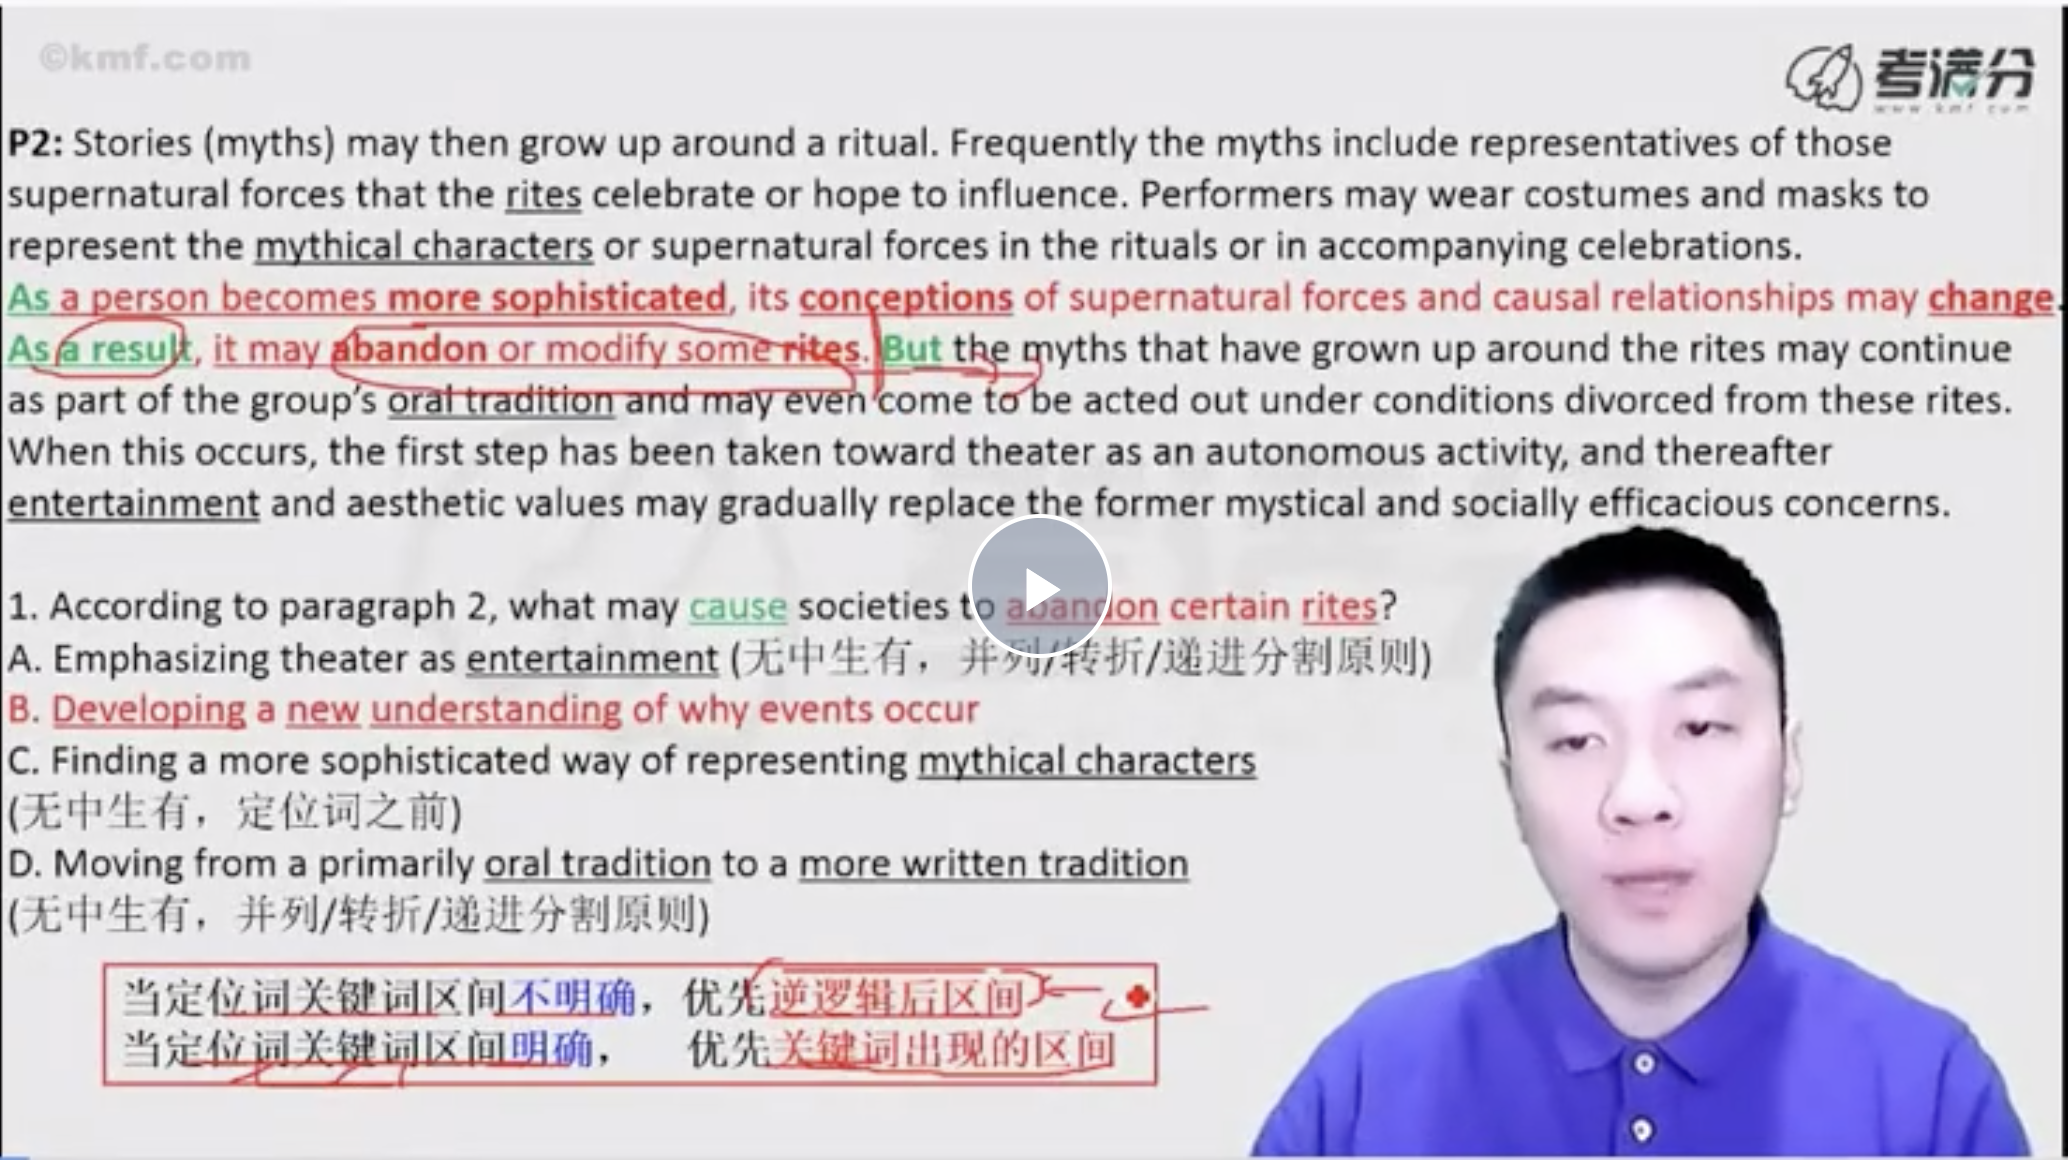 ©kmf.com
考满分
www.kmf.com
P2: Stories (myths) may then grow up around a ritual. Frequently the myths include representatives of those
supernatural forces that the rites celebrate or hope to influence. Performers may wear costumes and masks to
represent the mythical characters or supernatural forces in the rituals or in accompanying celebrations.
As a person becomes more sophisticated, its conceptions of supernatural forces and causal relationships may change.
As a result, it may abandon or modify some rites. But the myths that have grown up around the rites may continue
as part of the group's oral tradition and may even come to be acted out under conditions divorced from these rites.
When this occurs, the first step has been taken toward theater as an autonomous activity, and thereafter
entertainment and aesthetic values may gradually replace the former mystical and socially efficacious concerns.
1. According to paragraph 2, what may cause societies to abandon certain rites?
A. Emphasizing theater as entertainment (无中生有，并列/转折/递进分割原则)
B. Developing a new understanding of why events occur
C. Finding a more sophisticated way of representing mythical characters
(无中生有，定位词之前)
D. Moving from a primarily oral tradition to a more written tradition
(无中生有，并列/转折/递进分割原则)
当定位词关键词区间不明确，优先逆逻辑后区间
当定位词关键词区间明确，优先关键词出现的区间